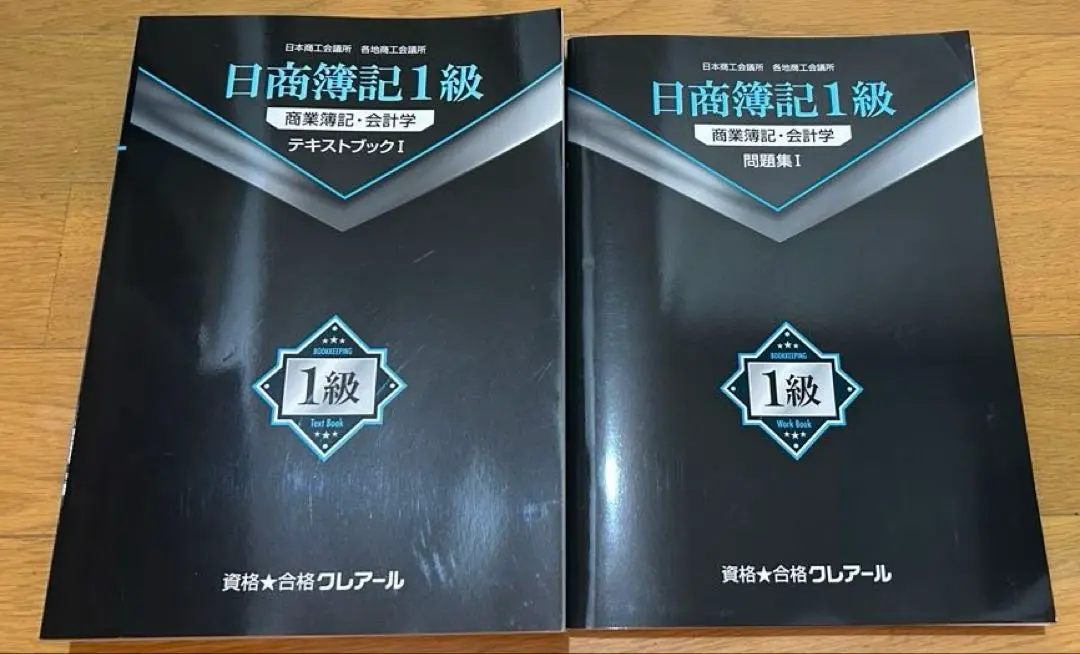 日本商工会議所 各地商工会議所
日商簿記1級
商業簿記・会計学
テキストブックⅠ
BOOKKEEPING
1級
Text Book
資格★合格クレアール
日本商工会議所 各地商工会議所
日商簿記1級
商業簿記・会計学
問題集Ⅰ
BOOKKEEPING
1級
Work Book
資格★合格クレアール